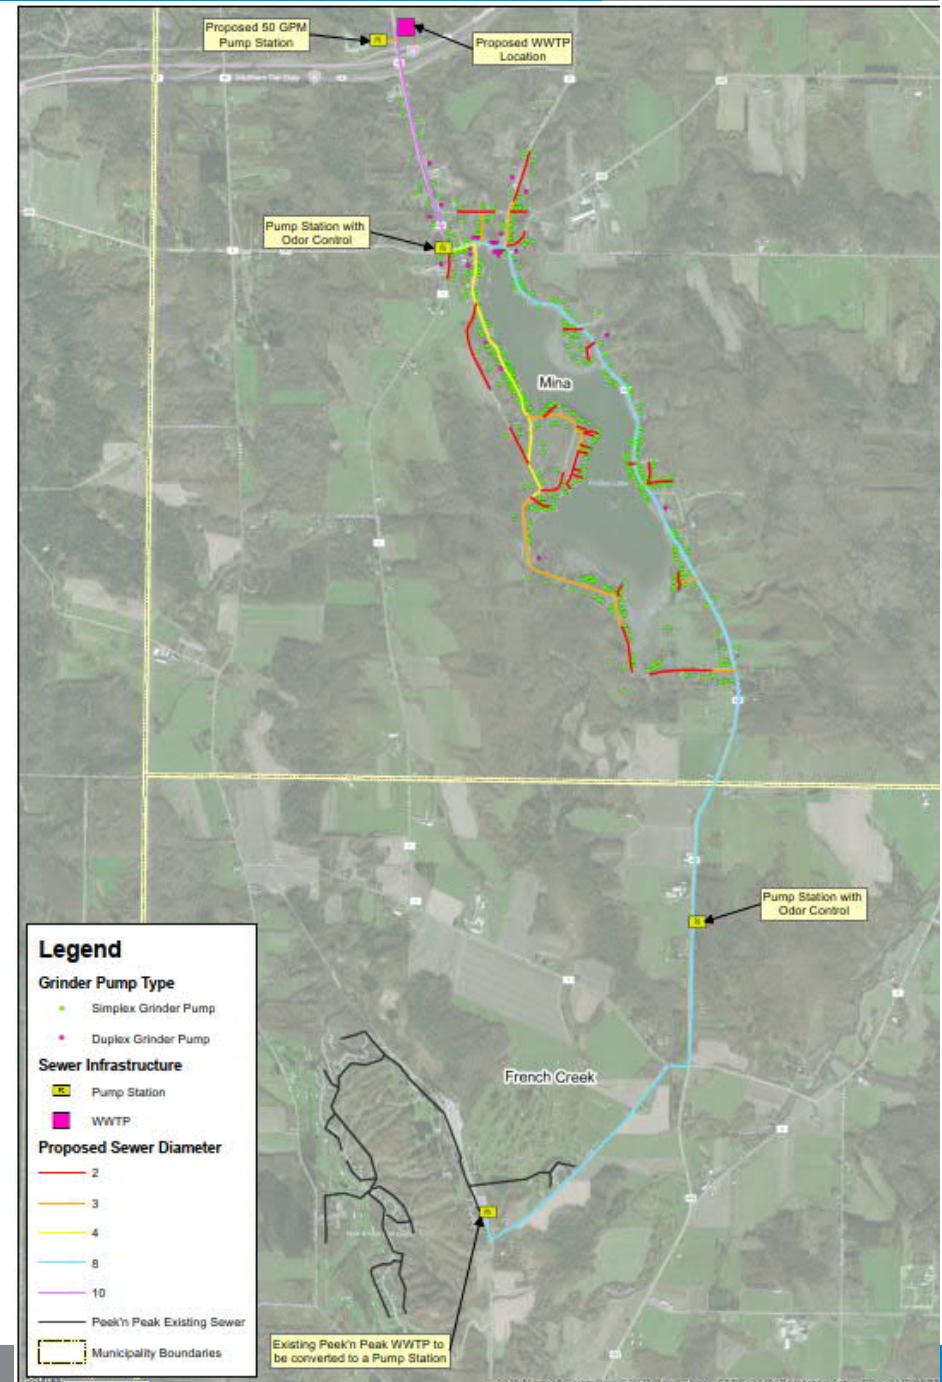 Proposed 50 GPM
Pump Station
Proposed WWTP
Location
Pump Station with
Odor Control
Mina
Pump Station with
Odor Control
French Creek
Legend
Grinder Pump Type
Simplex Grinder Pump
Duplex Grinder Pump
Sewer Infrastructure
Pump Station
WWTP
Proposed Sewer Diameter
2
3
4
8
10
Peek'n Peak Existing Sewer
Municipality Boundaries
Existing Peek'n Peak WWTP to
be converted to a Pump Station